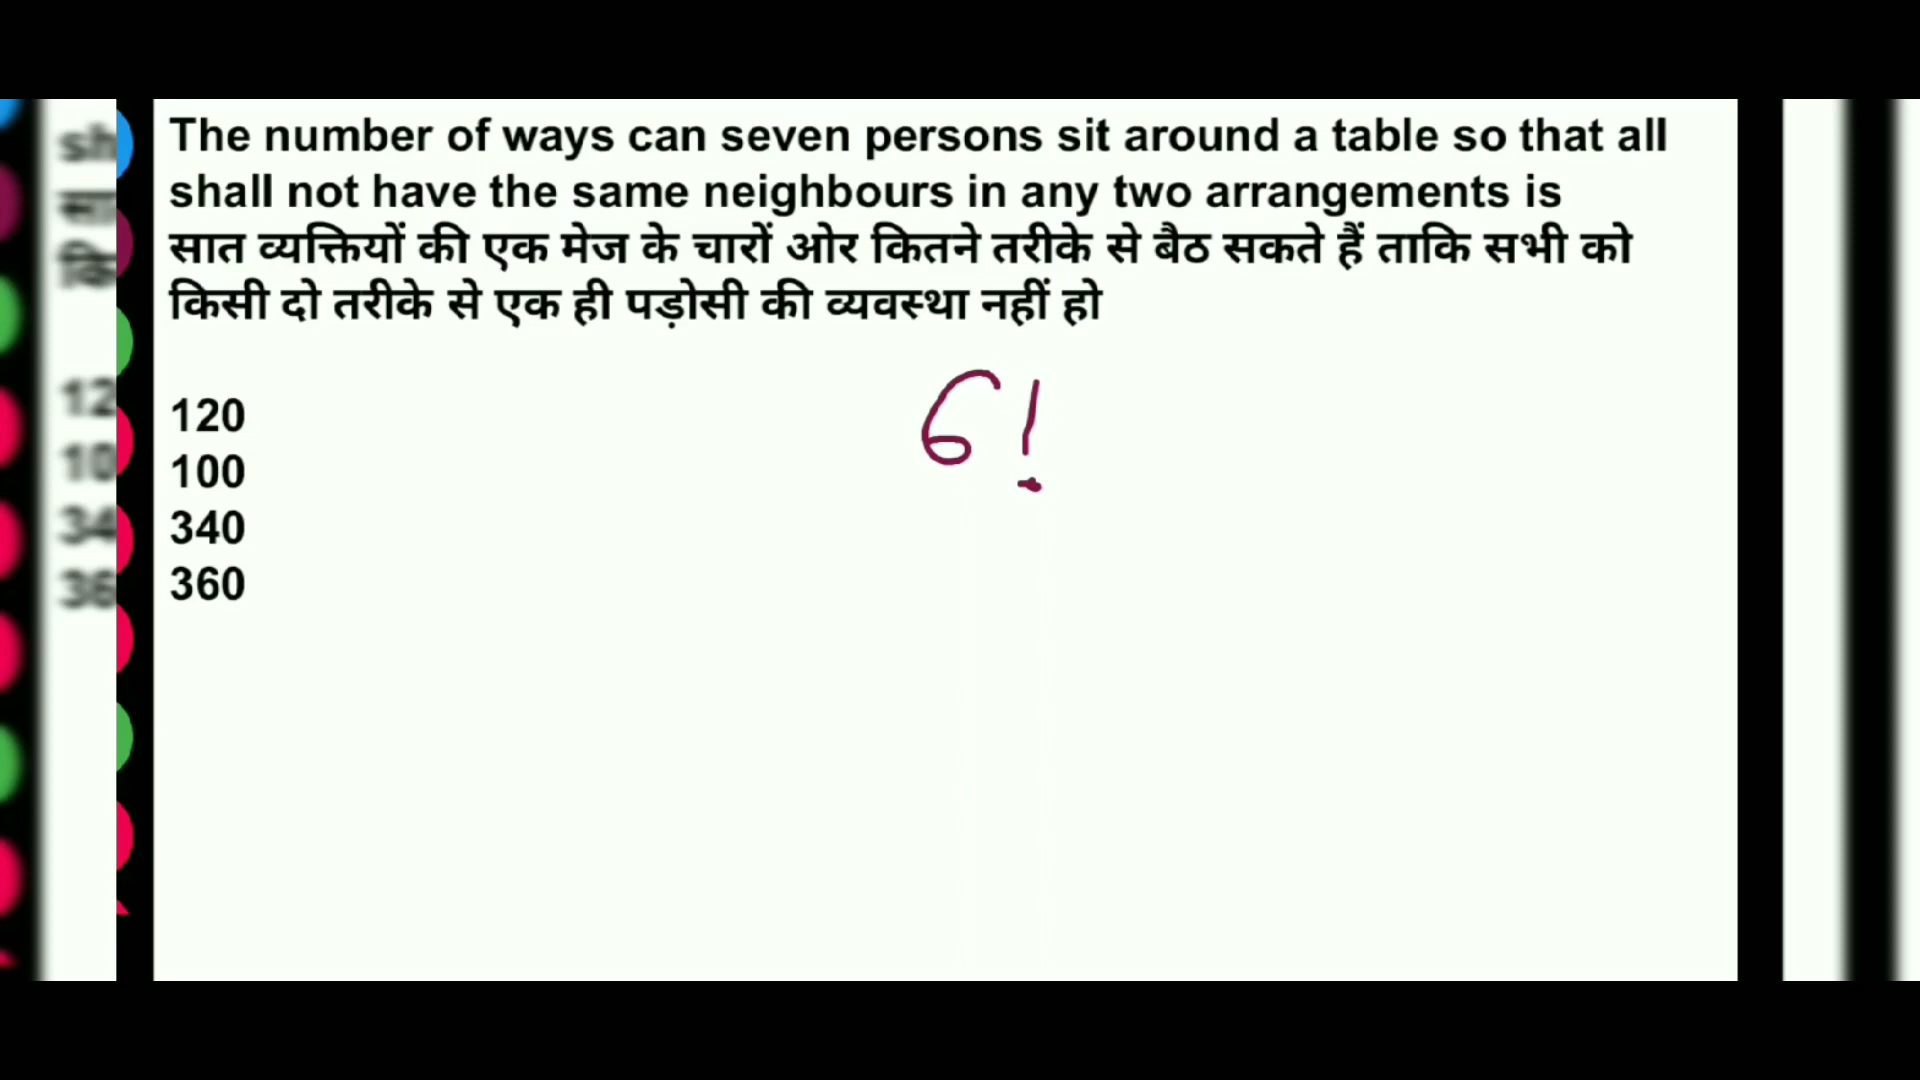 The number of ways can seven persons sit around a table so that all
shall not have the same neighbours in any two arrangements is
सात व्यक्तियों की एक मेज के चारों ओर कितने तरीके से बैठ सकते हैं ताकि सभी को
किसी दो तरीके से एक ही पड़ोसी की व्यवस्था नहीं हो
6!
120
100
340
360